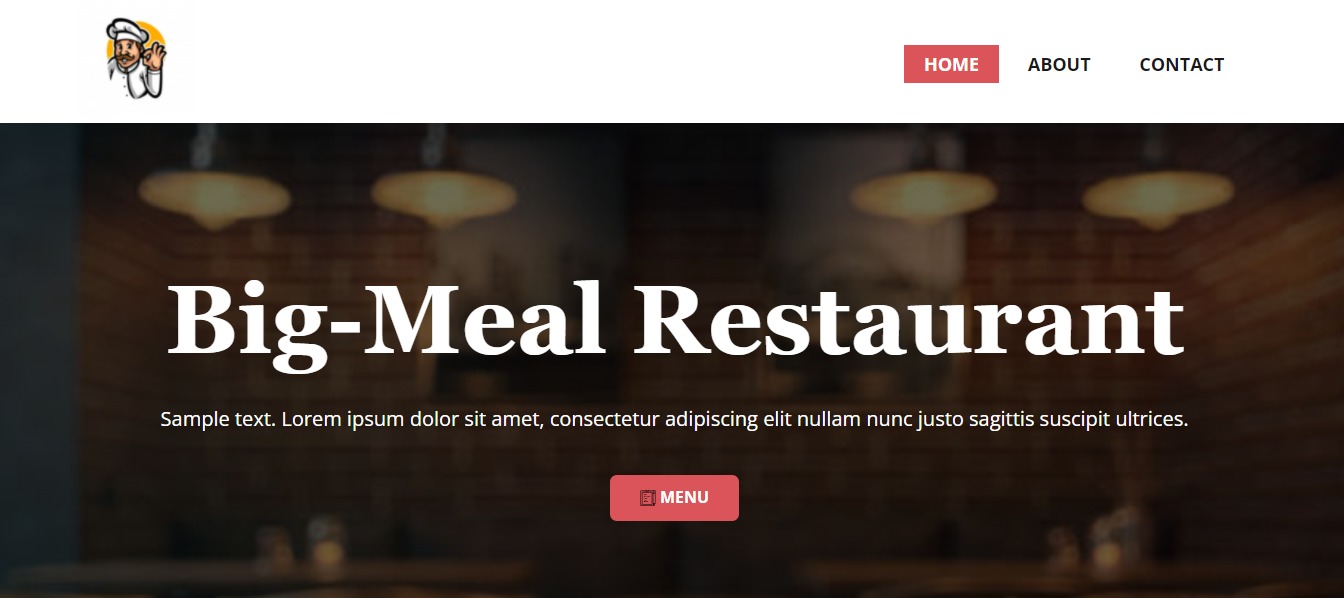 HOME ABOUT CONTACT
Big-Meal Restaurant
Sample text. Lorem ipsum dolor sit amet, consectetur adipiscing elit nullam nunc justo sagittis suscipit ultrices.
MENU